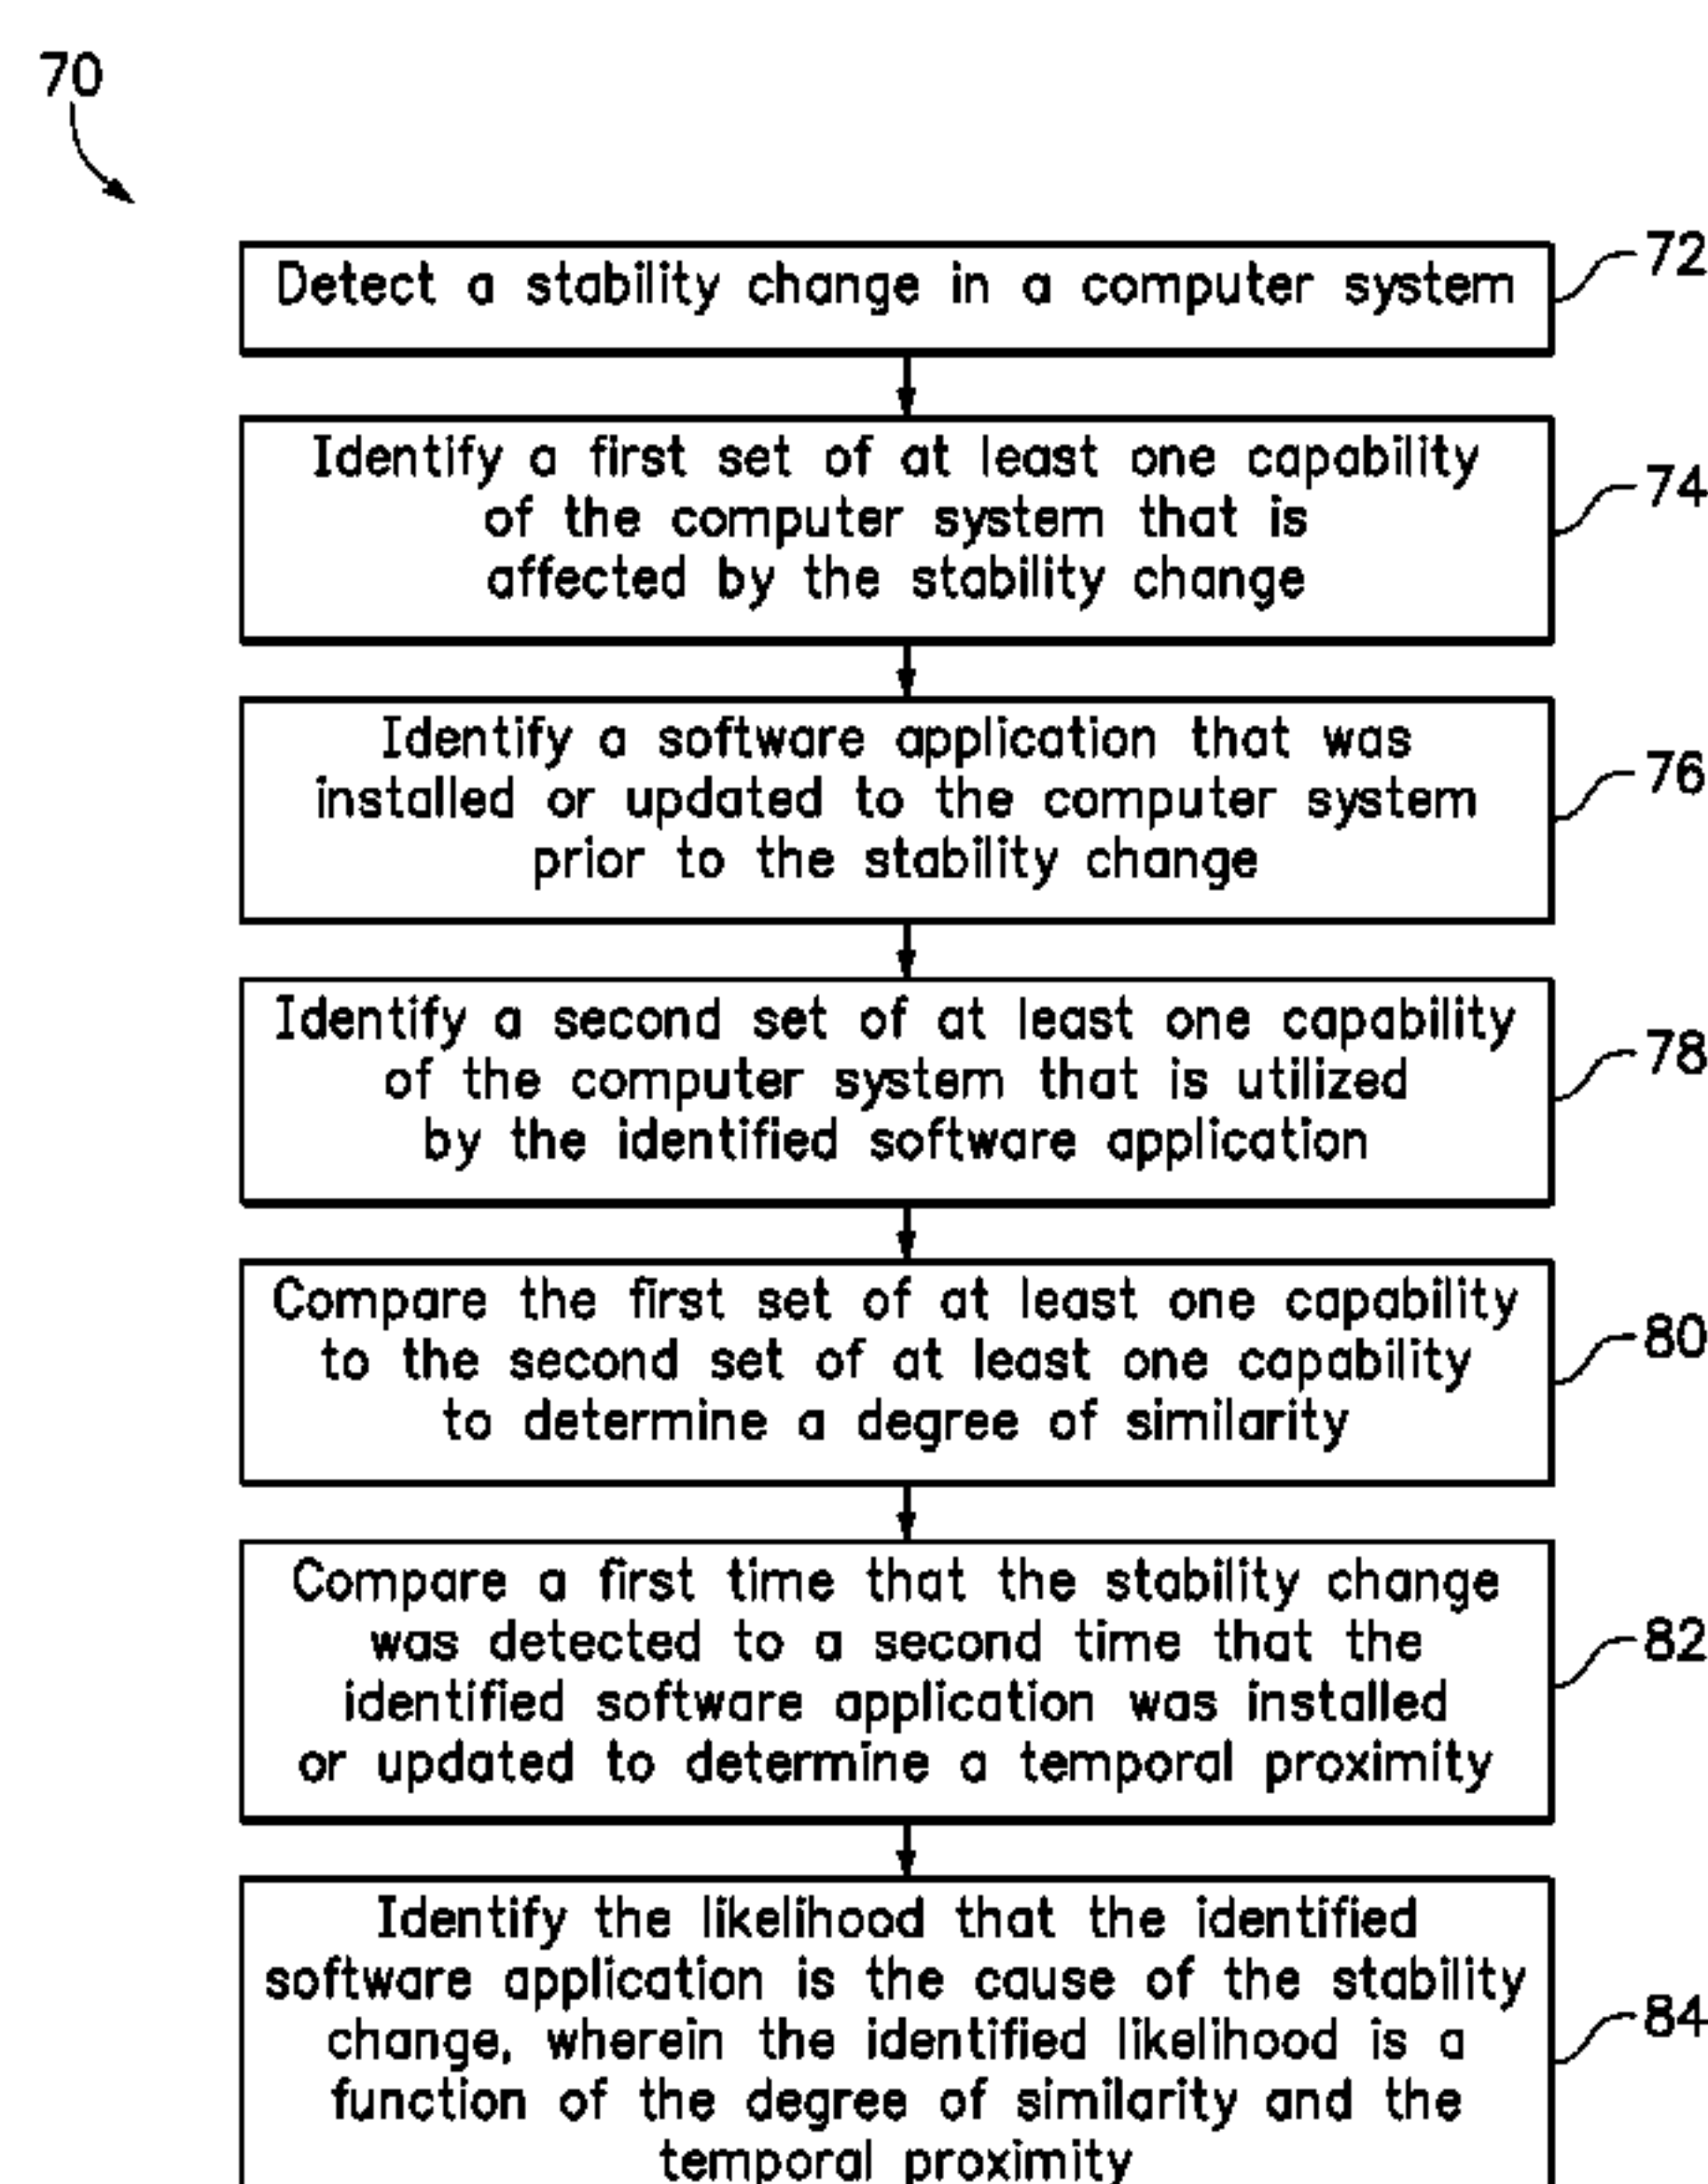 70
Detect a stability change in a computer system
72
Identify a first set of at least one capability
of the computer system that is
affected by the stability change
74
Identify a software application that was
installed or updated to the computer system
prior to the stability change
76
Identify a second set of at least one capability
of the computer system that is utilized
by the identified software application
78
Compare the first set of at least one capability
to the second set of at least one capability
to determine a degree of similarity
80
Compare a first time that the stability change
was detected to a second time that the
identified software application was installed
or updated to determine a temporal proximity
82
Identify the likelihood that the identified
software application is the cause of the stability
change, wherein the identified likelihood is a
function of the degree of similarity and the
temporal proximity
84